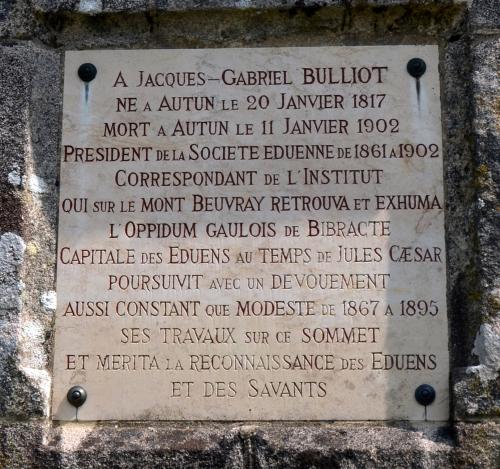 A JACQUES-GABRIEL BULLIOT
NE A AUTUN LE 20 JANVIER 1817
MORT A AUTUN LE 11 JANVIER 1902
PRESIDENT DE LA SOCIETE EDUENNE DE 1861 A 1902
CORRESPONDANT DE L'INSTITUT
QUI SUR LE MONT BEUVRAY RETROUVA ET EXHUMA
L'OPPIDUM GAULOIS DE BIBRACTE
CAPITALE DES EDUENS AU TEMPS DE JULES CÆSAR
POURSUIVIT AVEC UN DEVOUEMENT
AUSSI CONSTANT QUE MODESTE DE 1867 A 1895
SES TRAVAUX SUR CE SOMMET
ET MERITA LA RECONNAISSANCE DES EDUENS
ET DES SAVANTS